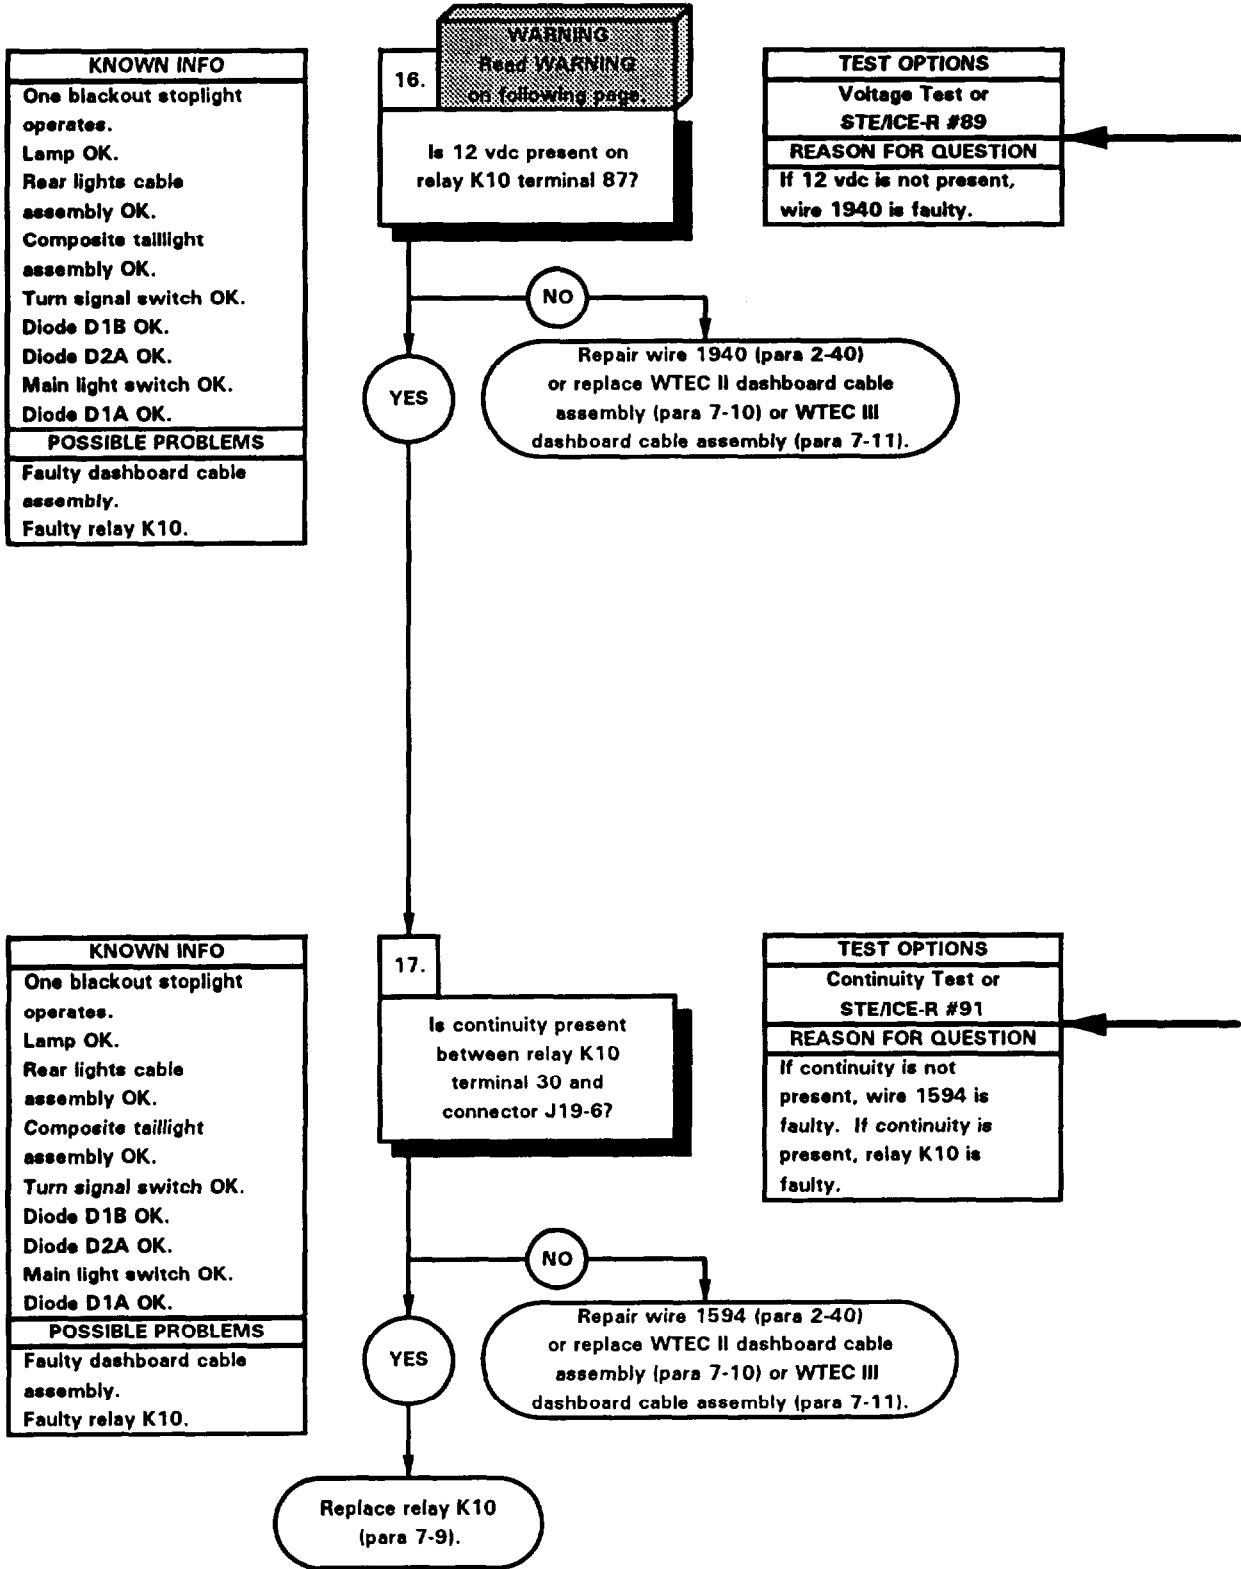 KNOWN INFO
One blackout stoplight
operates.
Lamp OK.
Rear lights cable
assembly OK.
Composite taillight
assembly OK.
Turn signal switch OK.
Diode D1B OK.
Diode D2A OK.
Main light switch OK.
Diode D1A OK.
POSSIBLE PROBLEMS
Faulty dashboard cable
assembly.
Faulty relay K10.
WARNING
Read WARNING
on following page.
16.
Is 12 vdc present on
relay K10 terminal 87?
TEST OPTIONS
Voltage Test or
STE/ICE-R #89
REASON FOR QUESTION
If 12 vdc is not present,
wire 1940 is faulty.
NO
YES
Repair wire 1940 (para 2-40)
or replace WTEC II dashboard cable
assembly (para 7-10) or WTEC III
dashboard cable assembly (para 7-11).
KNOWN INFO
One blackout stoplight
operates.
Lamp OK.
Rear lights cable
assembly OK.
Composite taillight
assembly OK.
Turn signal switch OK.
Diode D1B OK.
Diode D2A OK.
Main light switch OK.
Diode D1A OK.
POSSIBLE PROBLEMS
Faulty dashboard cable
assembly.
Faulty relay K10.
17.
Is continuity present
between relay K10
terminal 30 and
connector J19-6?
TEST OPTIONS
Continuity Test or
STE/ICE-R #91
REASON FOR QUESTION
If continuity is not
present, wire 1594 is
faulty. If continuity is
present, relay K10 is
faulty.
NO
YES
Repair wire 1594 (para 2-40)
or replace WTEC II dashboard cable
assembly (para 7-10) or WTEC III
dashboard cable assembly (para 7-11).
Replace relay K10
(para 7-9).